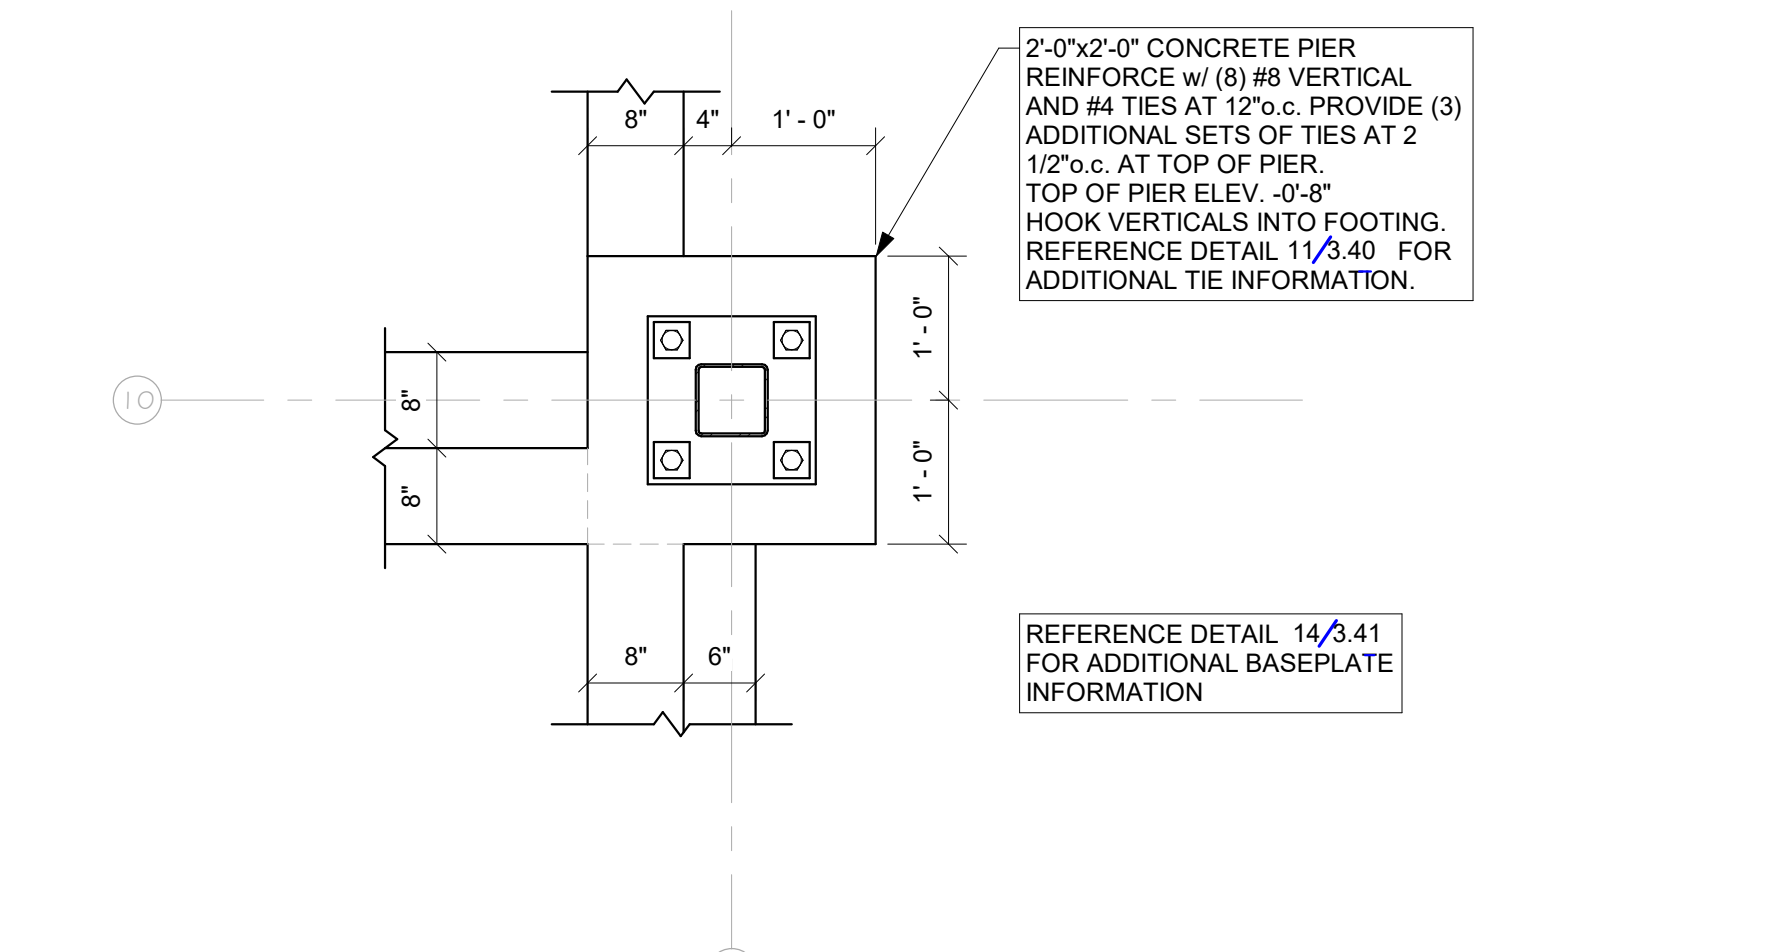 2'-0"x2'-0" CONCRETE PIER
REINFORCE w/ (8) #8 VERTICAL
AND #4 TIES AT 12"o.c. PROVIDE (3)
ADDITIONAL SETS OF TIES AT 2
1/2"o.c. AT TOP OF PIER.
TOP OF PIER ELEV. -0'-8"
HOOK VERTICALS INTO FOOTING.
REFERENCE DETAIL 11/3.40 FOR
ADDITIONAL TIE INFORMATION.
8" 4" 1' - 0"
1' - 0"
10
8"
8"
1' - 0"
REFERENCE DETAIL 14/3.41
FOR ADDITIONAL BASEPLATE
INFORMATION
8" 6"